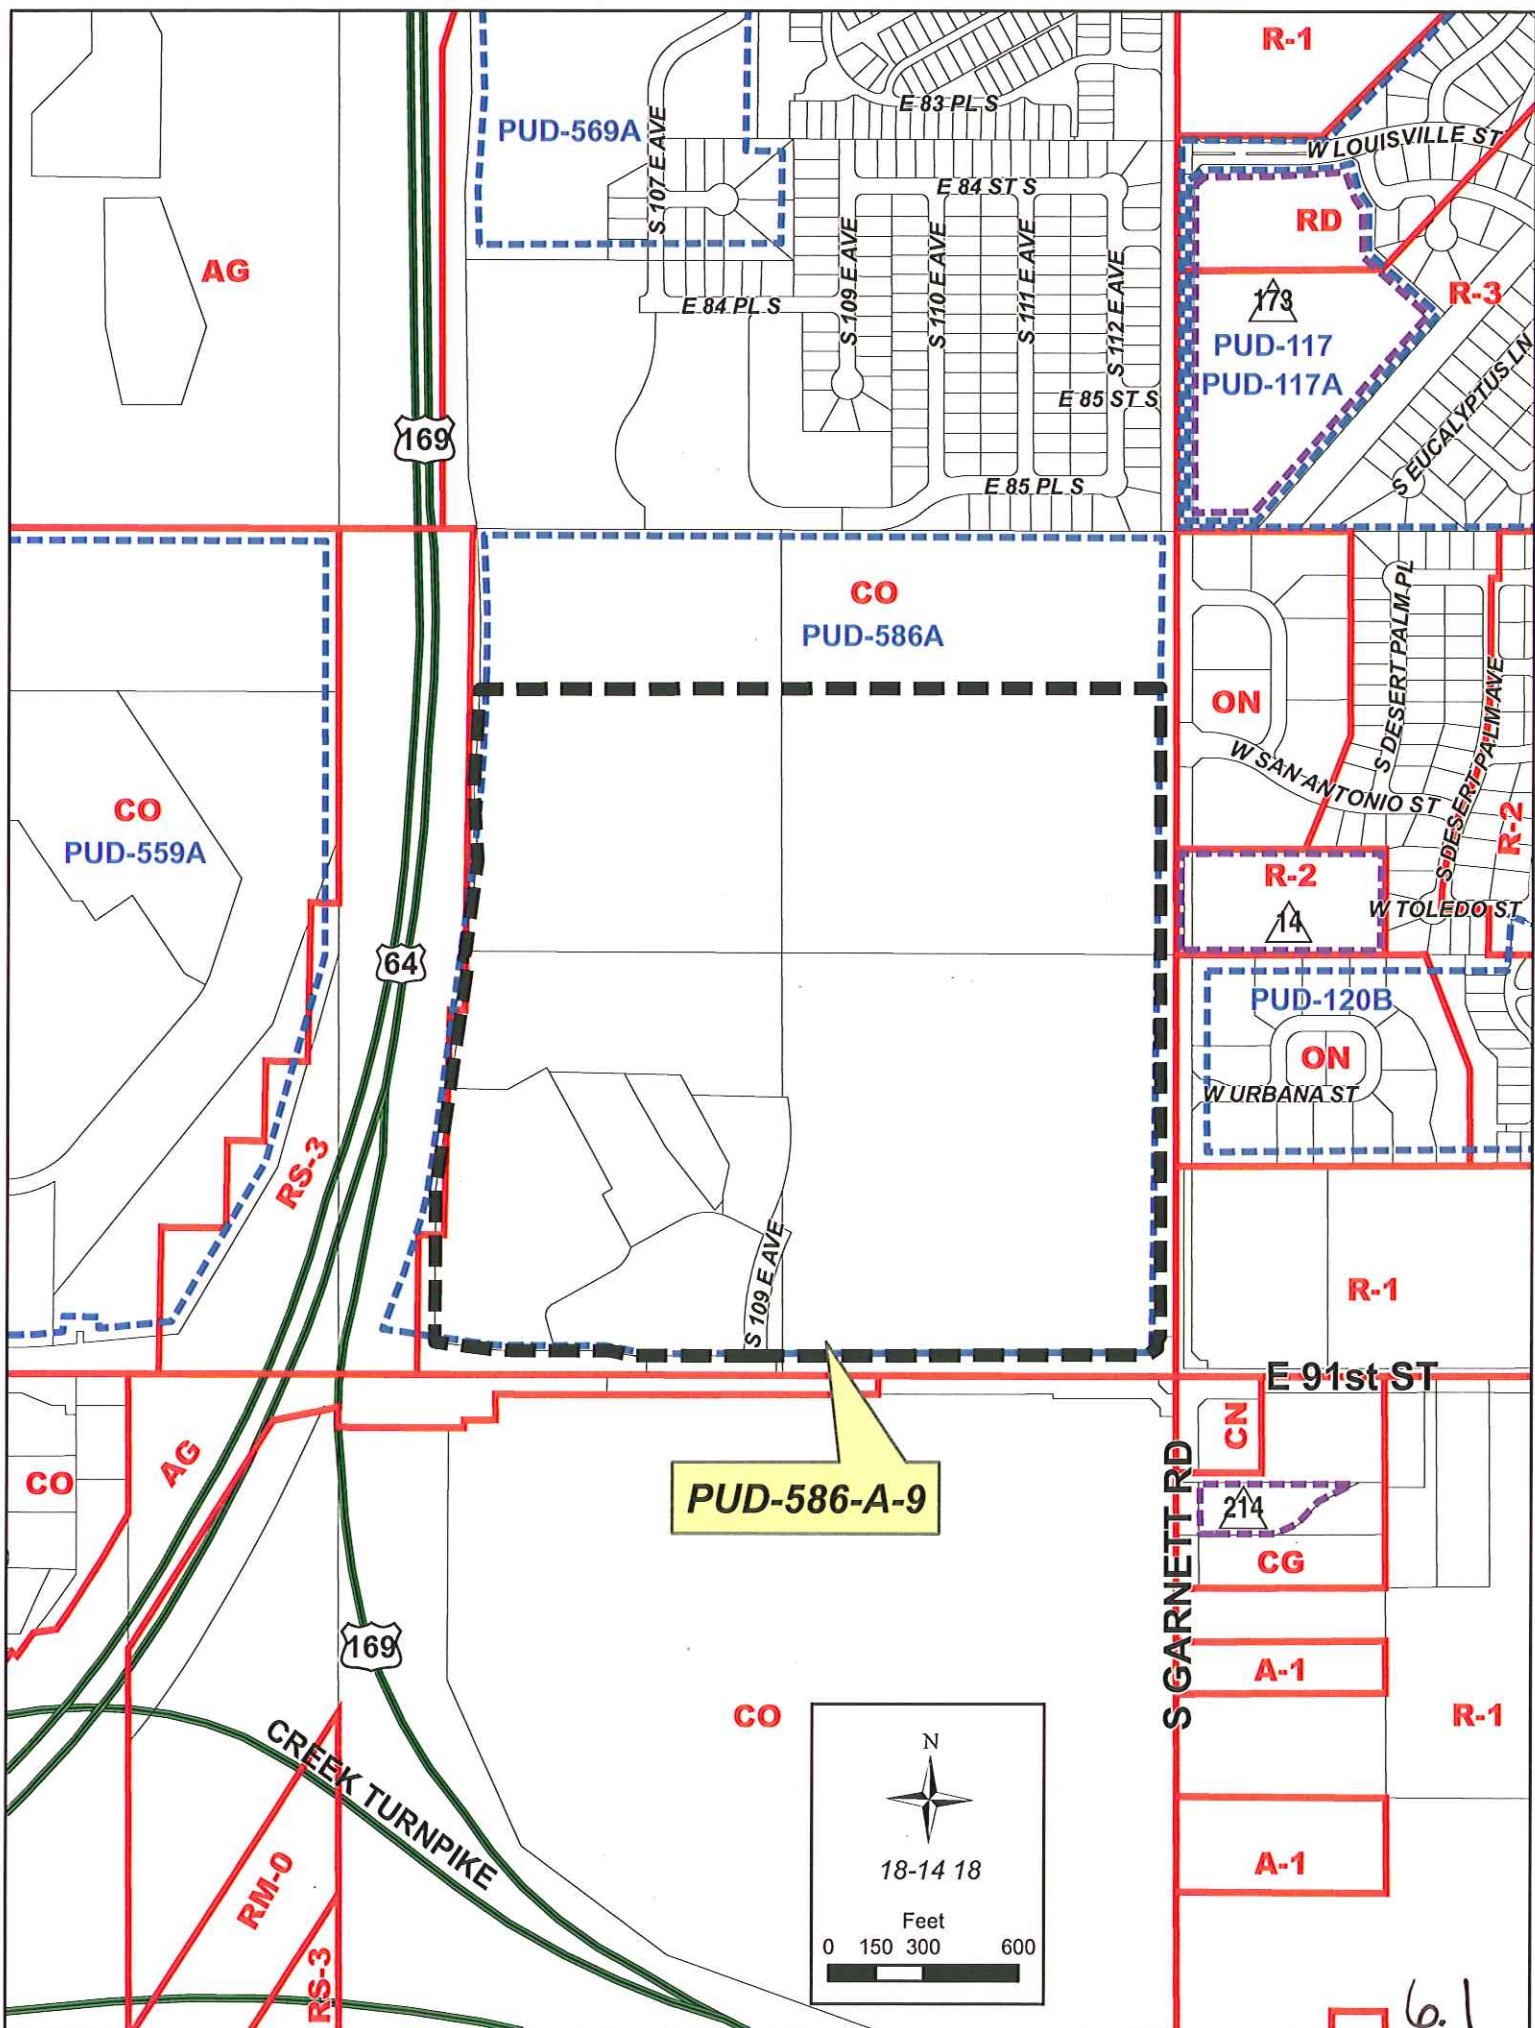 R-1
E 83 PL S
PUD-569A
S 107 E AVE
W LOUISVILLE ST
E 84 ST S
RD
AG
S 109 E AVE
S 110 E AVE
S 111 E AVE
S 112 E AVE
E 84 PL S
173
R-3
PUD-117
PUD-117A
E 85 ST S
S EUCALYPTUS LN
169
E 85 PL S
CO
PUD-586A
S DESERT PALM PL
ON
S DESERT PALM AVE
W SAN ANTONIO ST
CO
PUD-559A
R-2
R-2
14
W TOLEDO ST
64
PUD-120B
ON
W URBANA ST
RS-3
S 109 E AVE
R-1
E 91st ST
CN
CO
AG
PUD-586-A-9
S GARNETT RD
214
CG
169
A-1
CO
R-1
CREEK TURNPIKE
N
18-14 18
Feet
0 150 300 600
RM-0
A-1
RS-3
6.1